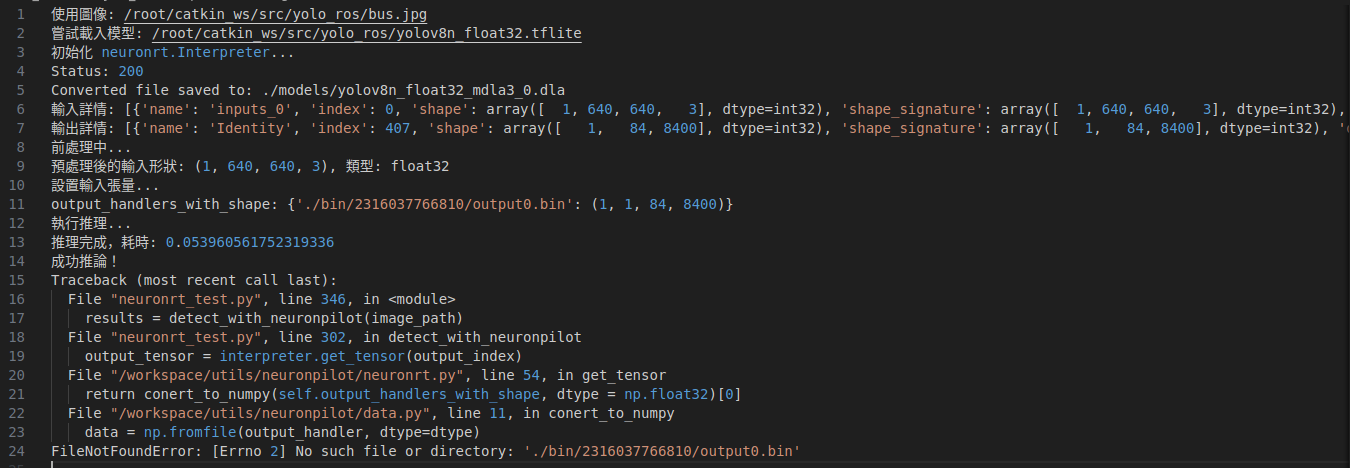 1 使用圖像: /root/catkin_ws/src/yolo_ros/bus.jpg
2 嘗試載入模型: /root/catkin_ws/src/yolo_ros/yolov8n_float32.tflite
3 初始化 neuronrt.Interpreter...
4 Status: 200
5 Converted file saved to: ./models/yolov8n_float32_mdla3_0.dla
6 輸入詳情: [{'name': 'inputs_0', 'index': 0, 'shape': array([  1, 640, 640,   3], dtype=int32), 'shape_signature': array([  1, 640, 640,   3], dtype=int32),
7 輸出詳情: [{'name': 'Identity', 'index': 407, 'shape': array([   1,   84, 8400], dtype=int32), 'shape_signature': array([   1,   84, 8400], dtype=int32),
8 前處理中...
9 預處理後的輸入形狀: (1, 640, 640, 3), 類型: float32
10 設置輸入張量...
11 output_handlers_with_shape: {'./bin/2316037766810/output0.bin': (1, 1, 84, 8400)}
12 執行推理...
13 推理完成，耗時: 0.053960561752319336
14 成功推論！
15 Traceback (most recent call last):
16   File "neuronrt_test.py", line 346, in <module>
17     results = detect_with_neuronpilot(image_path)
18   File "neuronrt_test.py", line 302, in detect_with_neuronpilot
19     output_tensor = interpreter.get_tensor(output_index)
20   File "/workspace/utils/neuronpilot/neuronrt.py", line 54, in get_tensor
21     return conert_to_numpy(self.output_handlers_with_shape, dtype = np.float32)[0]
22   File "/workspace/utils/neuronpilot/data.py", line 11, in conert_to_numpy
23     data = np.fromfile(output_handler, dtype=dtype)
24 FileNotFoundError: [Errno 2] No such file or directory: './bin/2316037766810/output0.bin'